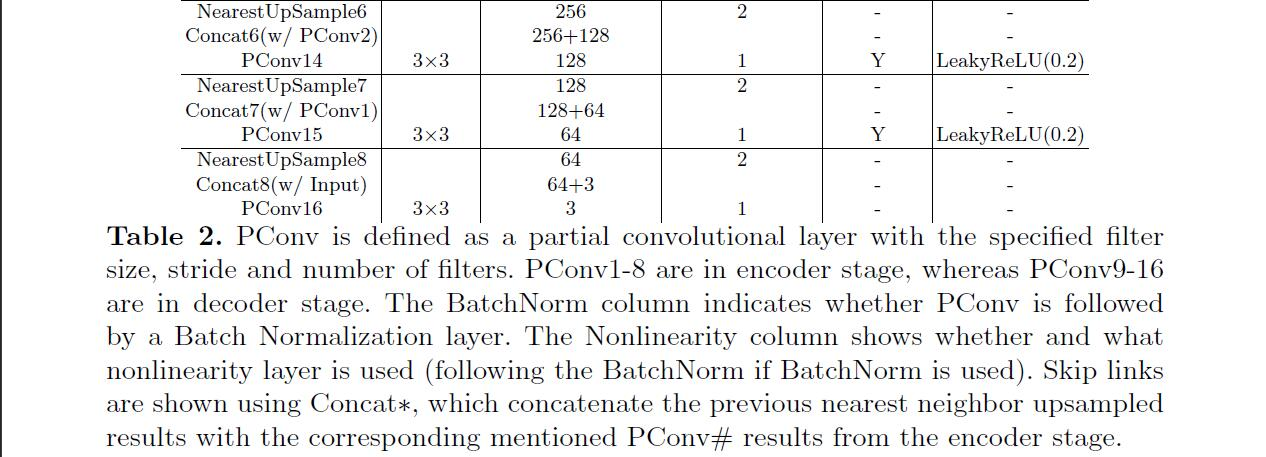 NearestUpSample6 256 2 - -
Concat6(w/ PConv2) 256+128 - -
PConv14 3×3 128 1 Y LeakyReLU(0.2)
NearestUpSample7 128 2 - -
Concat7(w/ PConv1) 128+64 - -
PConv15 3×3 64 1 Y LeakyReLU(0.2)
NearestUpSample8 64 2 - -
Concat8(w/ Input) 64+3 - -
PConv16 3×3 3 1 - -
Table 2. PConv is defined as a partial convolutional layer with the specified filter
size, stride and number of filters. PConv1-8 are in encoder stage, whereas PConv9-16
are in decoder stage. The BatchNorm column indicates whether PConv is followed
by a Batch Normalization layer. The Nonlinearity column shows whether and what
nonlinearity layer is used (following the BatchNorm if BatchNorm is used). Skip links
are shown using Concat∗, which concatenate the previous nearest neighbor upsampled
results with the corresponding mentioned PConv# results from the encoder stage.